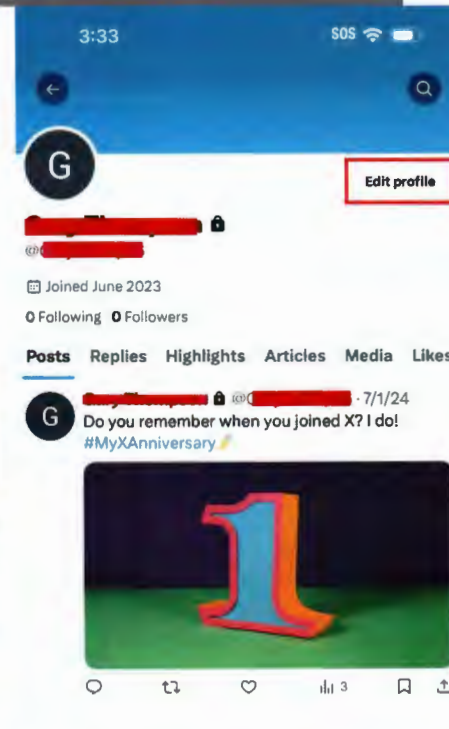 3:33
SOS
G
Edit profile
Joined June 2023
0 Following 0 Followers
Posts Replies Highlights Articles Media Likes
G
· 7/1/24
Do you remember when you joined X? I do!
#MyXAnniversary
1
3